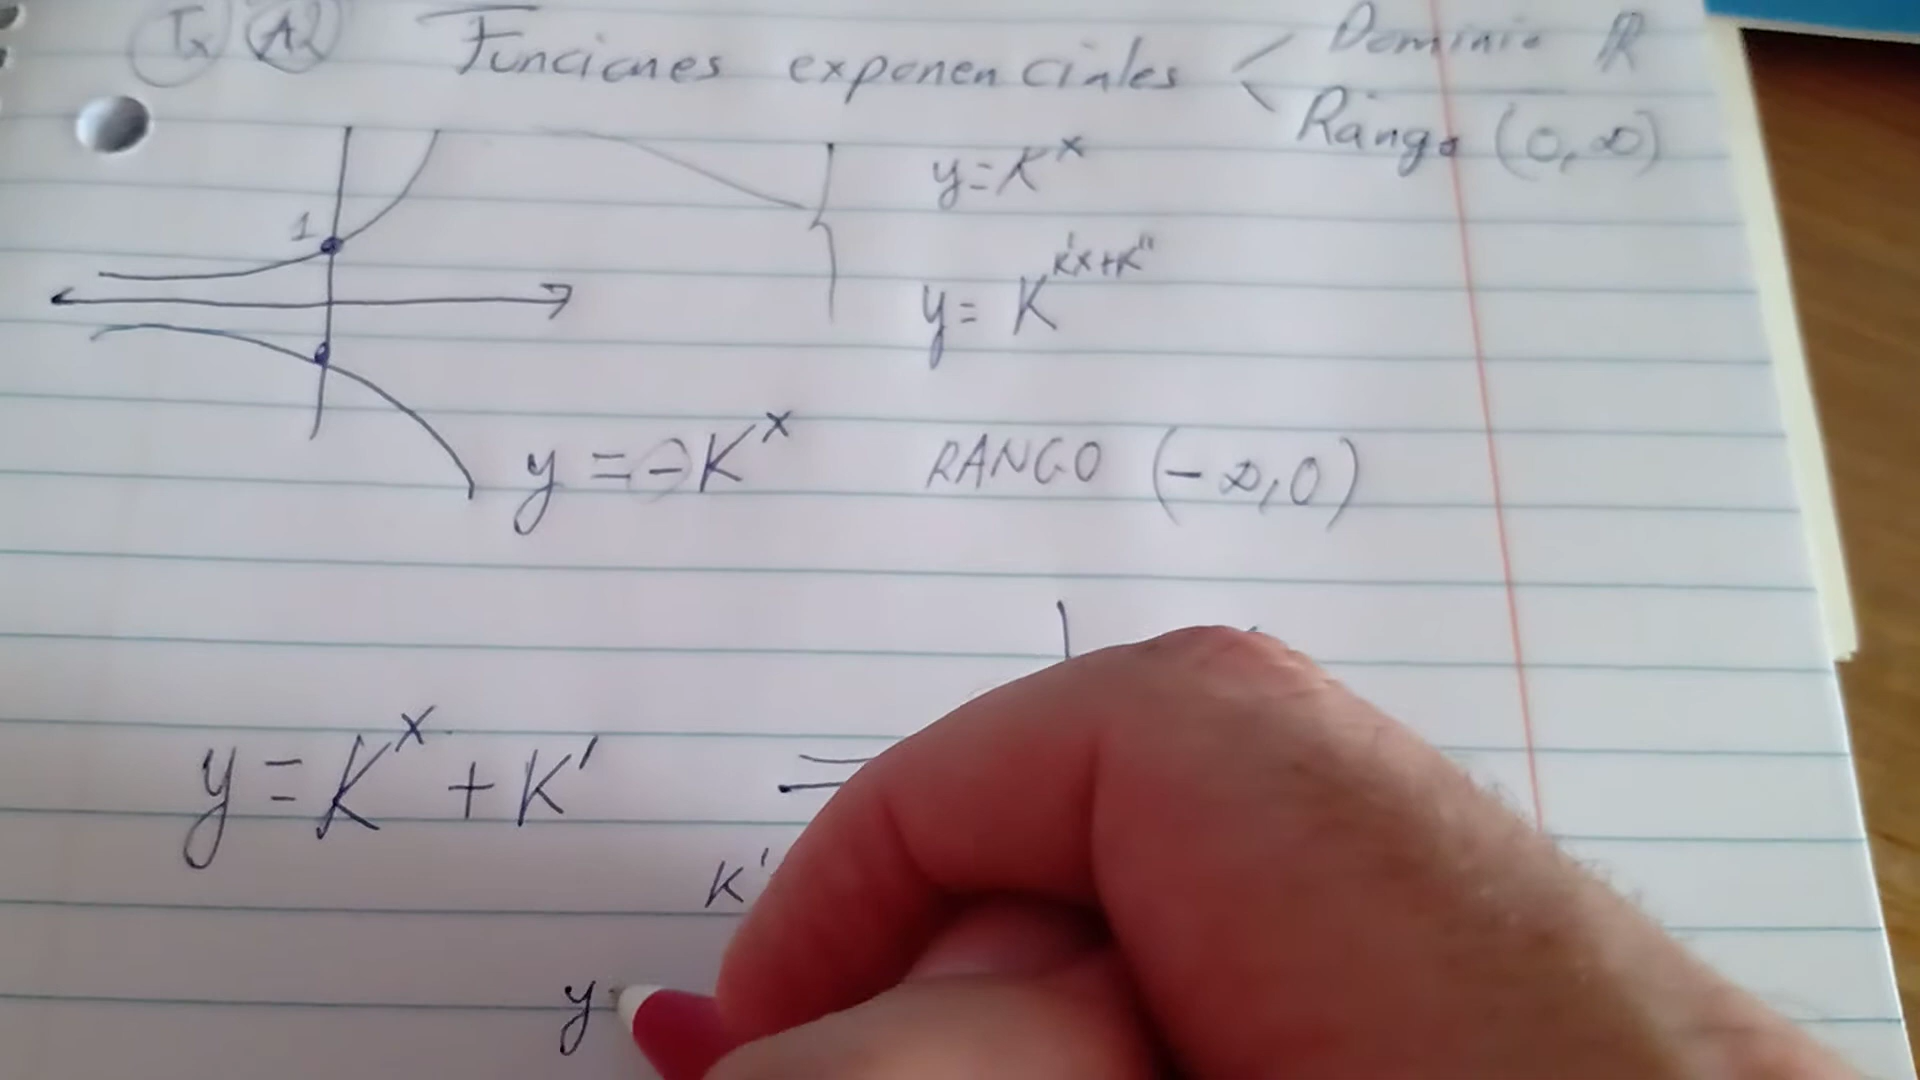 Tx A2 Funciones exponenciales < Dominio ℝ
Rango (0, ∞)
1
y=K^x
y= K^{K'x+K''}
y = -K^x RANGO (-∞, 0)
y = K^x + K' =
K'
y